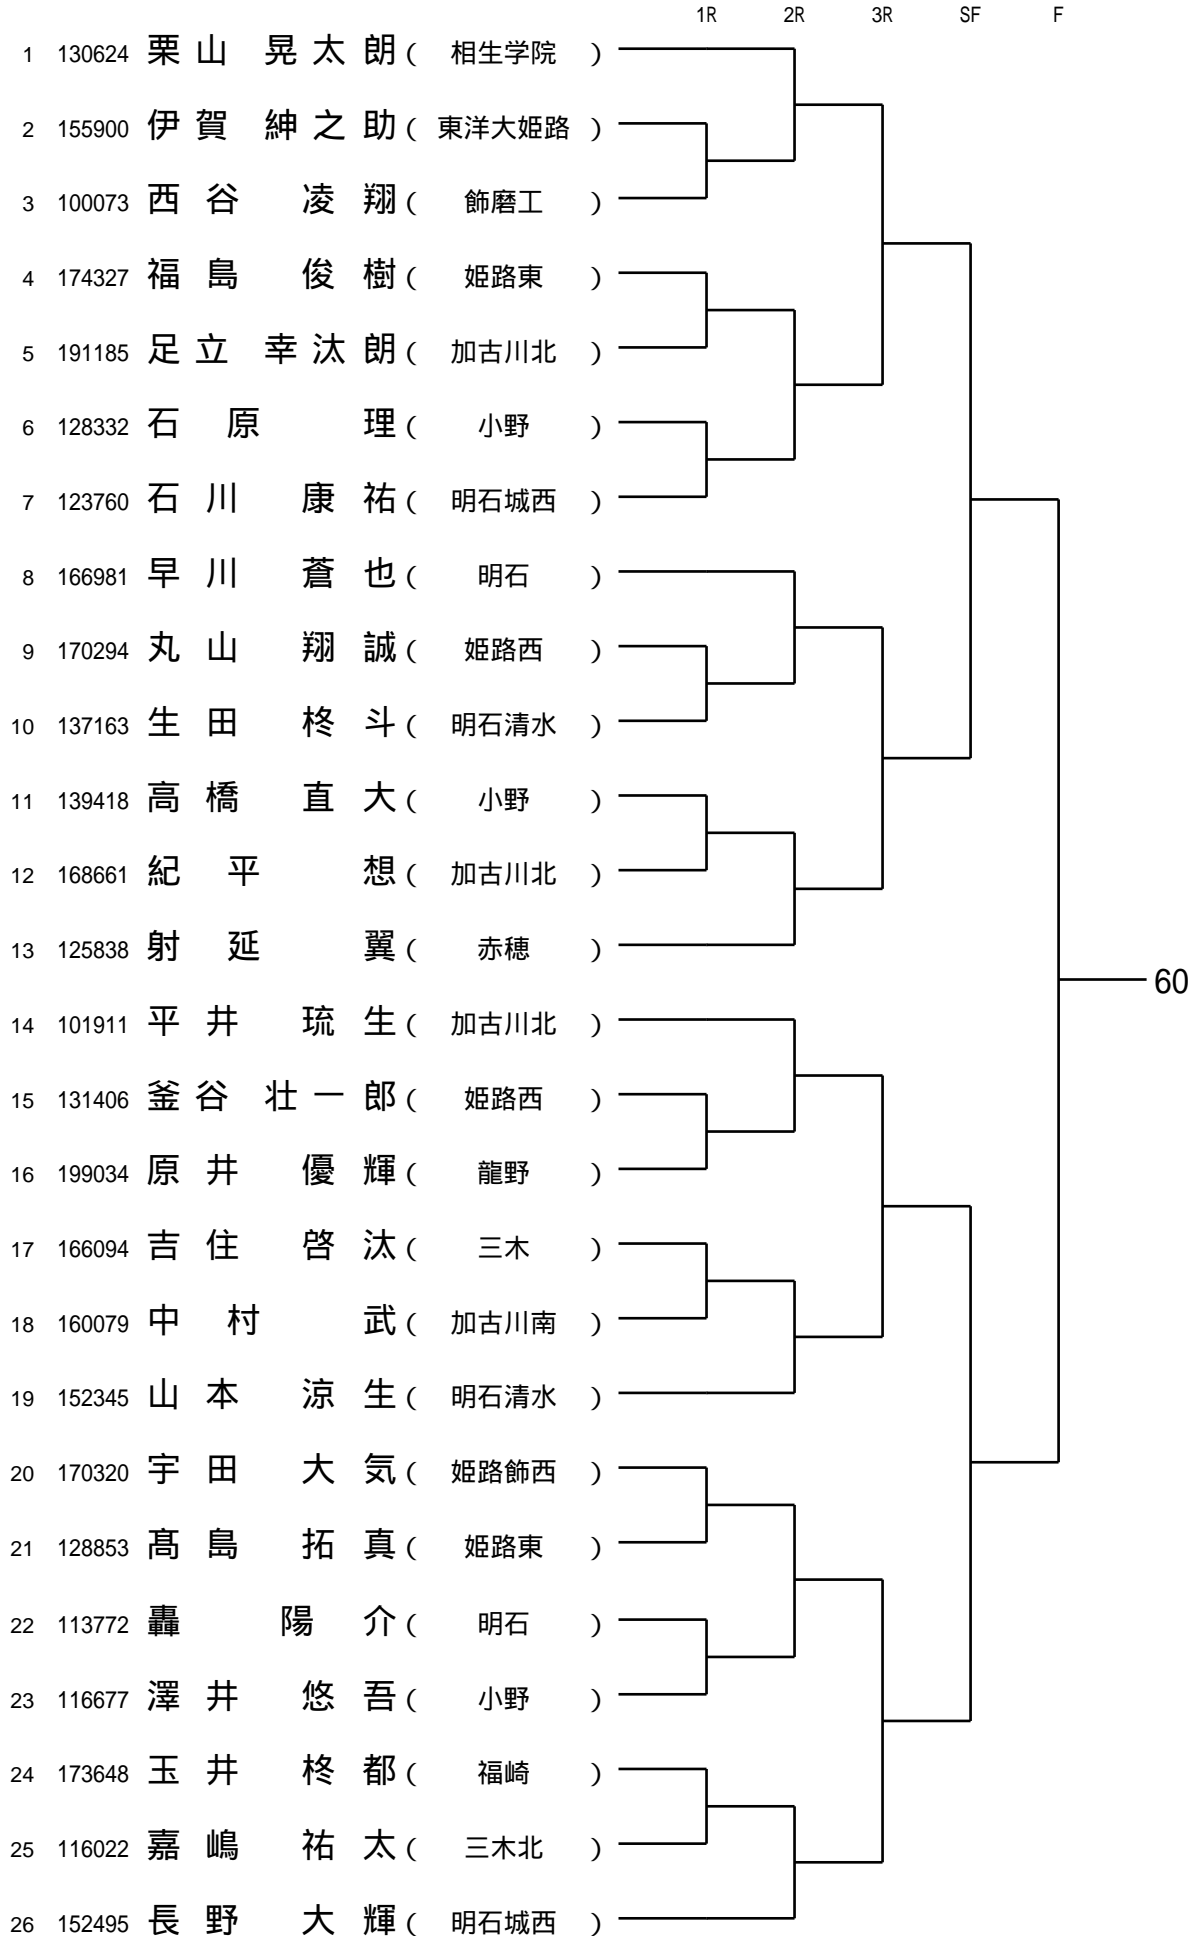 1R 2R 3R SF F
1 130624 栗山 晃太朗 ( 相生学院 )
2 155900 伊賀 紳之助 ( 東洋大姫路 )
3 100073 西谷 凌翔 ( 飾磨工 )
4 174327 福島 俊樹 ( 姫路東 )
5 191185 足立 幸汰朗 ( 加古川北 )
6 128332 石原 理 ( 小野 )
7 123760 石川 康祐 ( 明石城西 )
8 166981 早川 蒼也 ( 明石 )
9 170294 丸山 翔誠 ( 姫路西 )
10 137163 生田 柊斗 ( 明石清水 )
11 139418 高橋 直大 ( 小野 )
12 168661 紀平 想 ( 加古川北 )
13 125838 射延 翼 ( 赤穂 )
60
14 101911 平井 琉生 ( 加古川北 )
15 131406 釜谷 壮一郎 ( 姫路西 )
16 199034 原井 優輝 ( 龍野 )
17 166094 吉住 啓汰 ( 三木 )
18 160079 中村 武 ( 加古川南 )
19 152345 山本 涼生 ( 明石清水 )
20 170320 宇田 大気 ( 姫路飾西 )
21 128853 髙島 拓真 ( 姫路東 )
22 113772 轟 陽介 ( 明石 )
23 116677 澤井 悠吾 ( 小野 )
24 173648 玉井 柊都 ( 福崎 )
25 116022 嘉嶋 祐太 ( 三木北 )
26 152495 長野 大輝 ( 明石城西 )